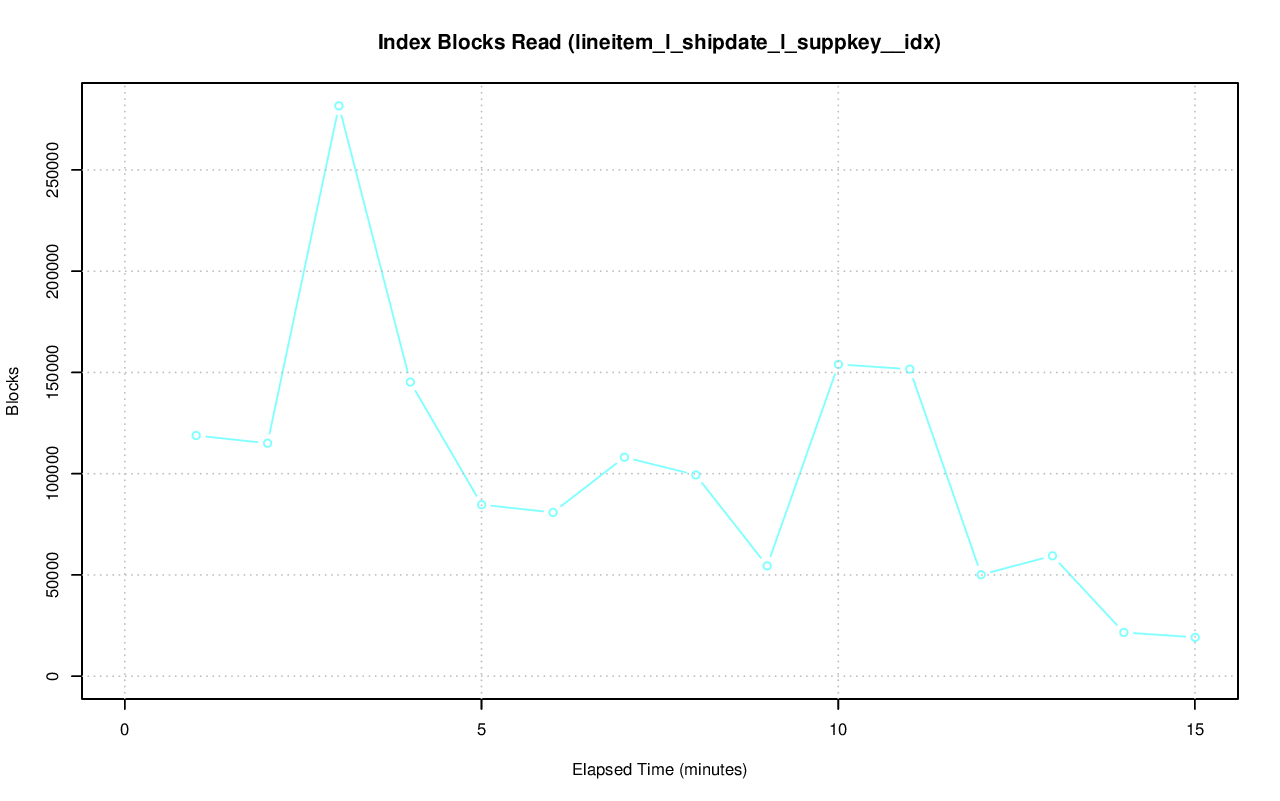 Index Blocks Read (lineitem_l_shipdate_l_suppkey__idx)
Blocks
250000
200000
150000
100000
50000
0
0 5 10 15
Elapsed Time (minutes)